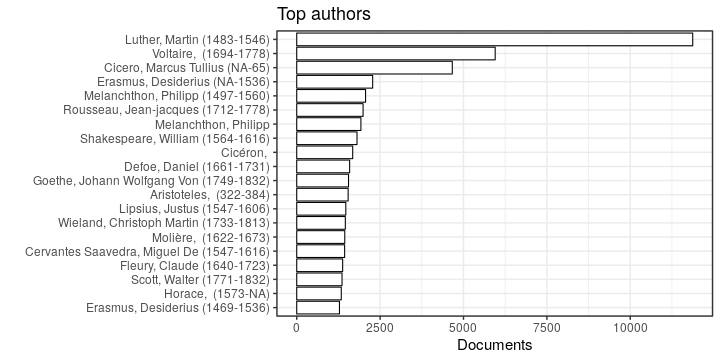 Top authors
Luther, Martin (1483-1546)
Voltaire,  (1694-1778)
Cicero, Marcus Tullius (NA-65)
Erasmus, Desiderius (NA-1536)
Melanchthon, Philipp (1497-1560)
Rousseau, Jean-jacques (1712-1778)
Melanchthon, Philipp
Shakespeare, William (1564-1616)
Cicéron,
Defoe, Daniel (1661-1731)
Goethe, Johann Wolfgang Von (1749-1832)
Aristoteles,  (322-384)
Lipsius, Justus (1547-1606)
Wieland, Christoph Martin (1733-1813)
Molière,  (1622-1673)
Cervantes Saavedra, Miguel De (1547-1616)
Fleury, Claude (1640-1723)
Scott, Walter (1771-1832)
Horace,  (1573-NA)
Erasmus, Desiderius (1469-1536)
0 2500 5000 7500 10000
Documents